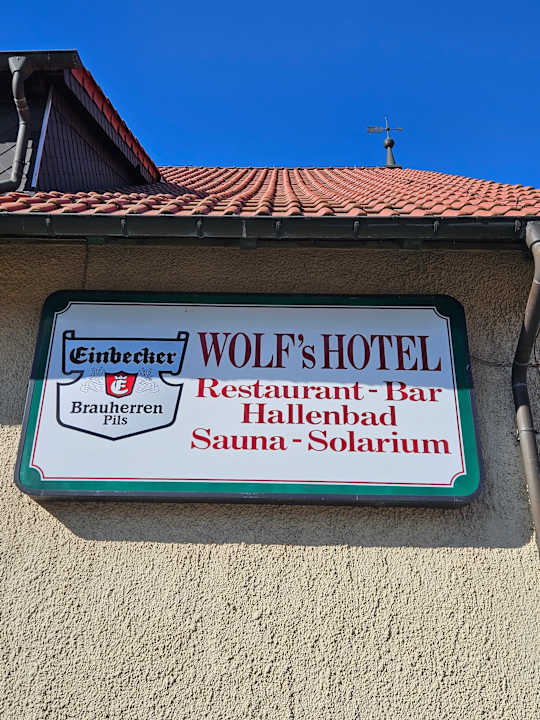 Einbecker
E
Brauherren
Pils
WOLF's HOTEL
Restaurant - Bar
Hallenbad
Sauna - Solarium